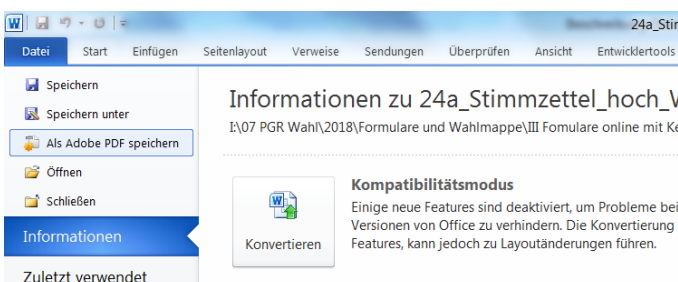 24a_Stim
Datei Start Einfügen Seitenlayout Verweise Sendungen Überprüfen Ansicht Entwicklertools
Speichern
Speichern unter
Als Adobe PDF speichern
Öffnen
Schließen
Informationen
Zuletzt verwendet
Informationen zu 24a_Stimmzettel_hoch_W
I:\07 PGR Wahl\2018\Formulare und Wahlmappe\III Fomulare online mit Ke
Konvertieren
Kompatibilitätsmodus
Einige neue Features sind deaktiviert, um Probleme bei
Versionen von Office zu verhindern. Die Konvertierung
Features, kann jedoch zu Layoutänderungen führen.